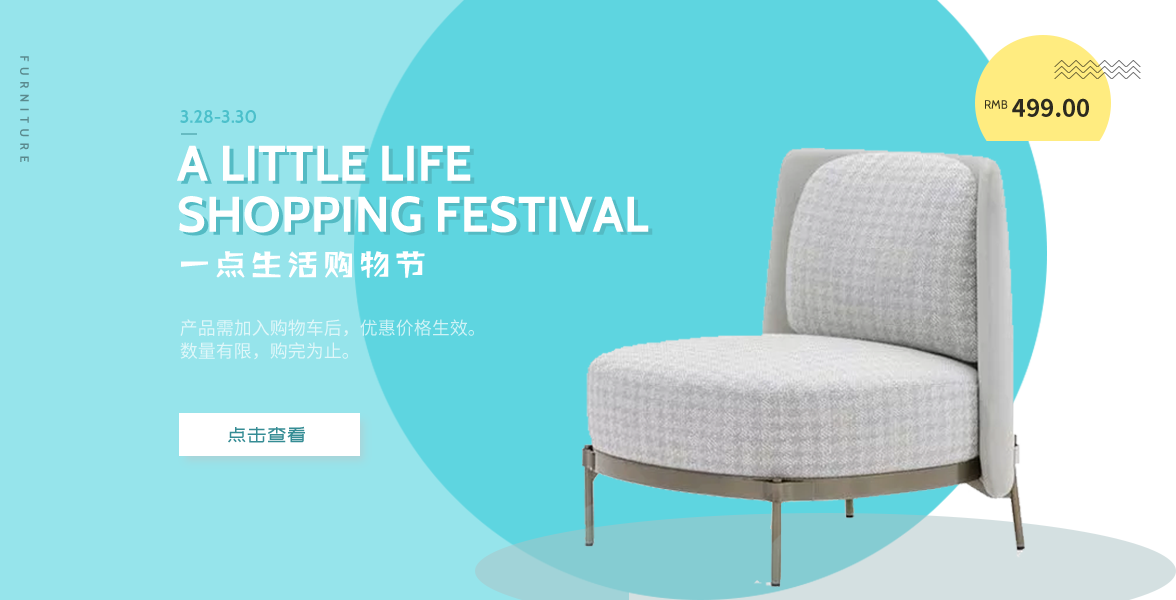 FURNITURE
3.28-3.30
A LITTLE LIFE
SHOPPING FESTIVAL
一点生活购物节
产品需加入购物车后，优惠价格生效。
数量有限，购完为止。
点击查看
RMB 499.00